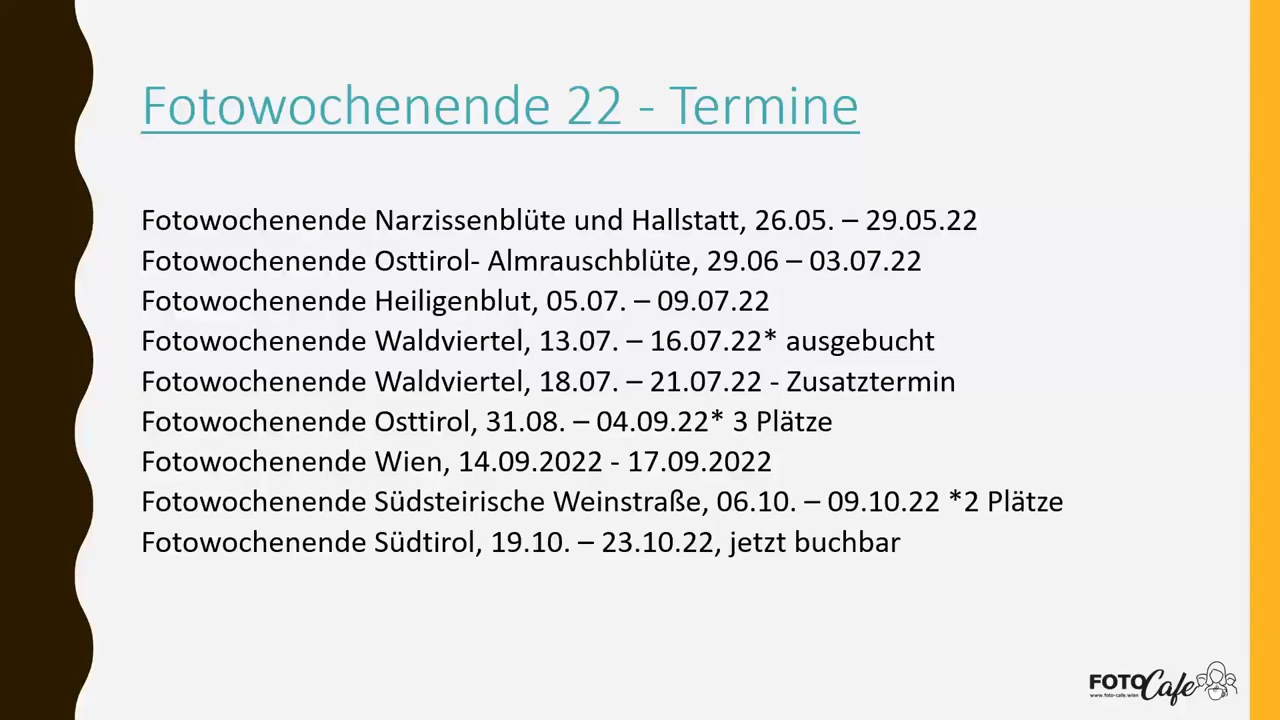 Fotowochenende 22 - Termine
Fotowochenende Narzissenblüte und Hallstatt, 26.05. – 29.05.22
Fotowochenende Osttirol- Almrauschblüte, 29.06 – 03.07.22
Fotowochenende Heiligenblut, 05.07. – 09.07.22
Fotowochenende Waldviertel, 13.07. – 16.07.22* ausgebucht
Fotowochenende Waldviertel, 18.07. – 21.07.22 - Zusatztermin
Fotowochenende Osttirol, 31.08. – 04.09.22* 3 Plätze
Fotowochenende Wien, 14.09.2022 - 17.09.2022
Fotowochenende Südsteirische Weinstraße, 06.10. – 09.10.22 *2 Plätze
Fotowochenende Südtirol, 19.10. – 23.10.22, jetzt buchbar
FOTO Cafe
www.foto-cafe.wien